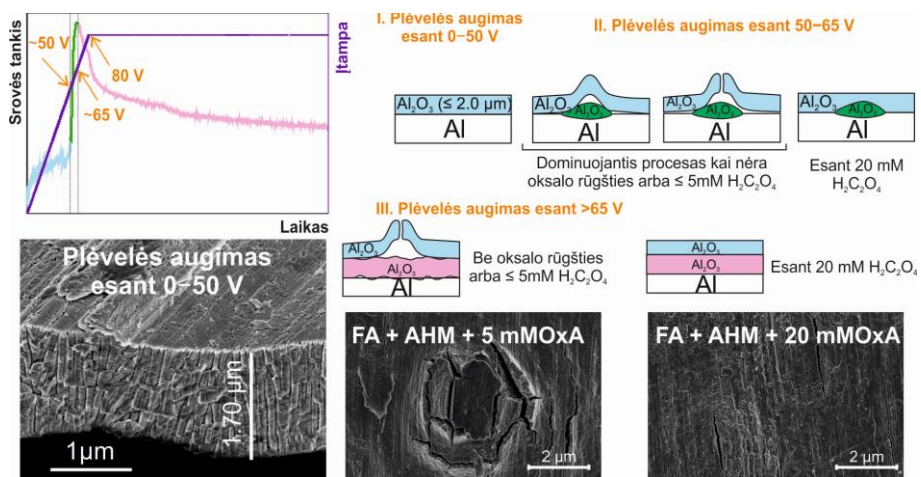 Srovės tankis
~50 V
80 V
~65 V
Įtampa
Laikas
I. Plėvelės augimas
esant 0−50 V
II. Plėvelės augimas esant 50−65 V
Al₂O₃ (≤ 2.0 µm)
Al
Al₂O₃
Al₂O₃
Al
Al₂O₃
Al₂O₃
Al
Al₂O₃
Al₂O₃
Al
Dominuojantis procesas kai nėra
oksalo rūgšties arba ≤ 5mM H₂C₂O₄
Esant 20 mM
H₂C₂O₄
III. Plėvelės augimas esant >65 V
Al₂O₃
Al₂O₃
Al
Be oksalo rūgšties
arba ≤ 5mM H₂C₂O₄
Al₂O₃
Al₂O₃
Al
Esant 20 mM H₂C₂O₄
Plėvelės augimas
esant 0−50 V
1.70 µm
1µm
FA + AHM + 5 mMOxA
2 µm
FA + AHM + 20 mMOxA
2 µm